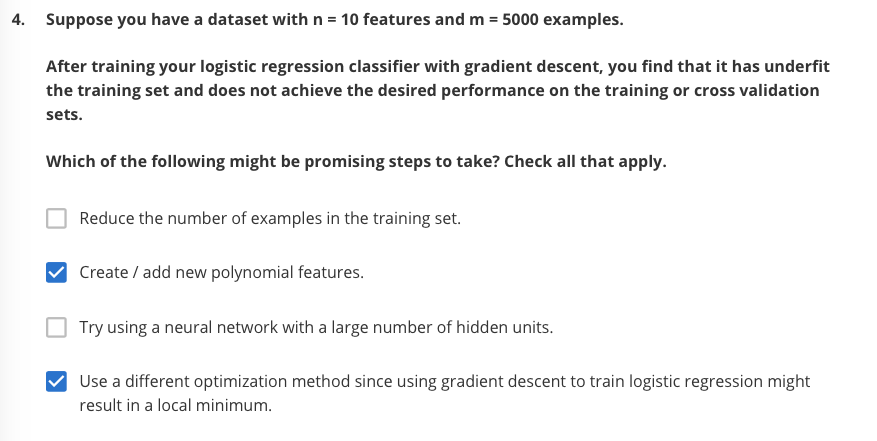 4. Suppose you have a dataset with n = 10 features and m = 5000 examples.
After training your logistic regression classifier with gradient descent, you find that it has underfit
the training set and does not achieve the desired performance on the training or cross validation
sets.
Which of the following might be promising steps to take? Check all that apply.
Reduce the number of examples in the training set.
Create / add new polynomial features.
Try using a neural network with a large number of hidden units.
Use a different optimization method since using gradient descent to train logistic regression might
result in a local minimum.